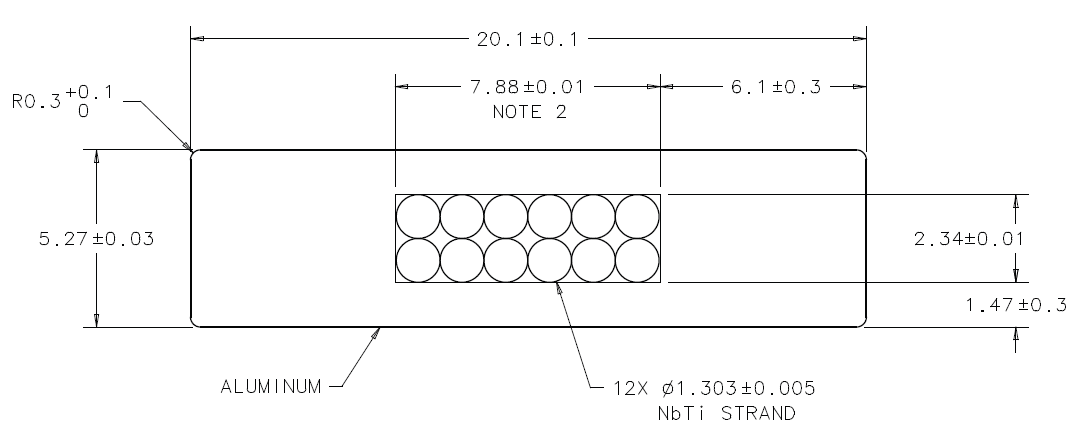 20.1±0.1
7.88±0.01
NOTE 2
6.1±0.3
R0.3 +0.1
0
5.27±0.03
2.34±0.01
1.47±0.3
ALUMINUM
12X ⌀1.303±0.005
NbTi STRAND